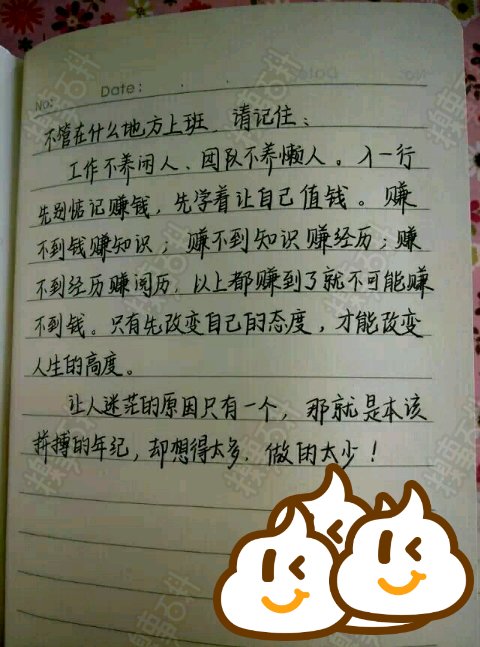 No:
Date:
不管在什么地方上班，请记住：
工作不养闲人、团队不养懒人。入一行
先别惦记赚钱，先学着让自己值钱。赚
不到钱赚知识；赚不到知识赚经历；赚
不到经历赚阅历，以上都赚到了就不可能赚
不到钱。只有先改变自己的态度，才能改变
人生的高度。
让人迷茫的原因只有一个，那就是本该
拼搏的年纪，却想得太多，做的太少！